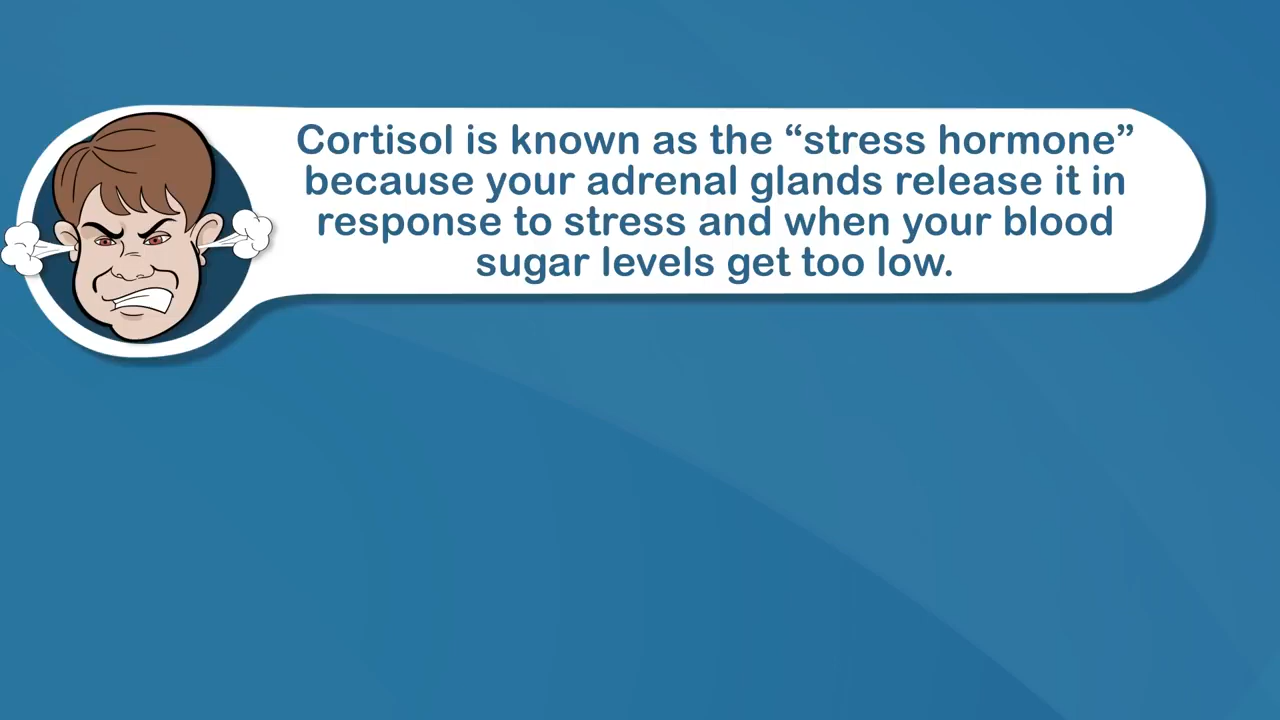 Cortisol is known as the “stress hormone”
because your adrenal glands release it in
response to stress and when your blood
sugar levels get too low.